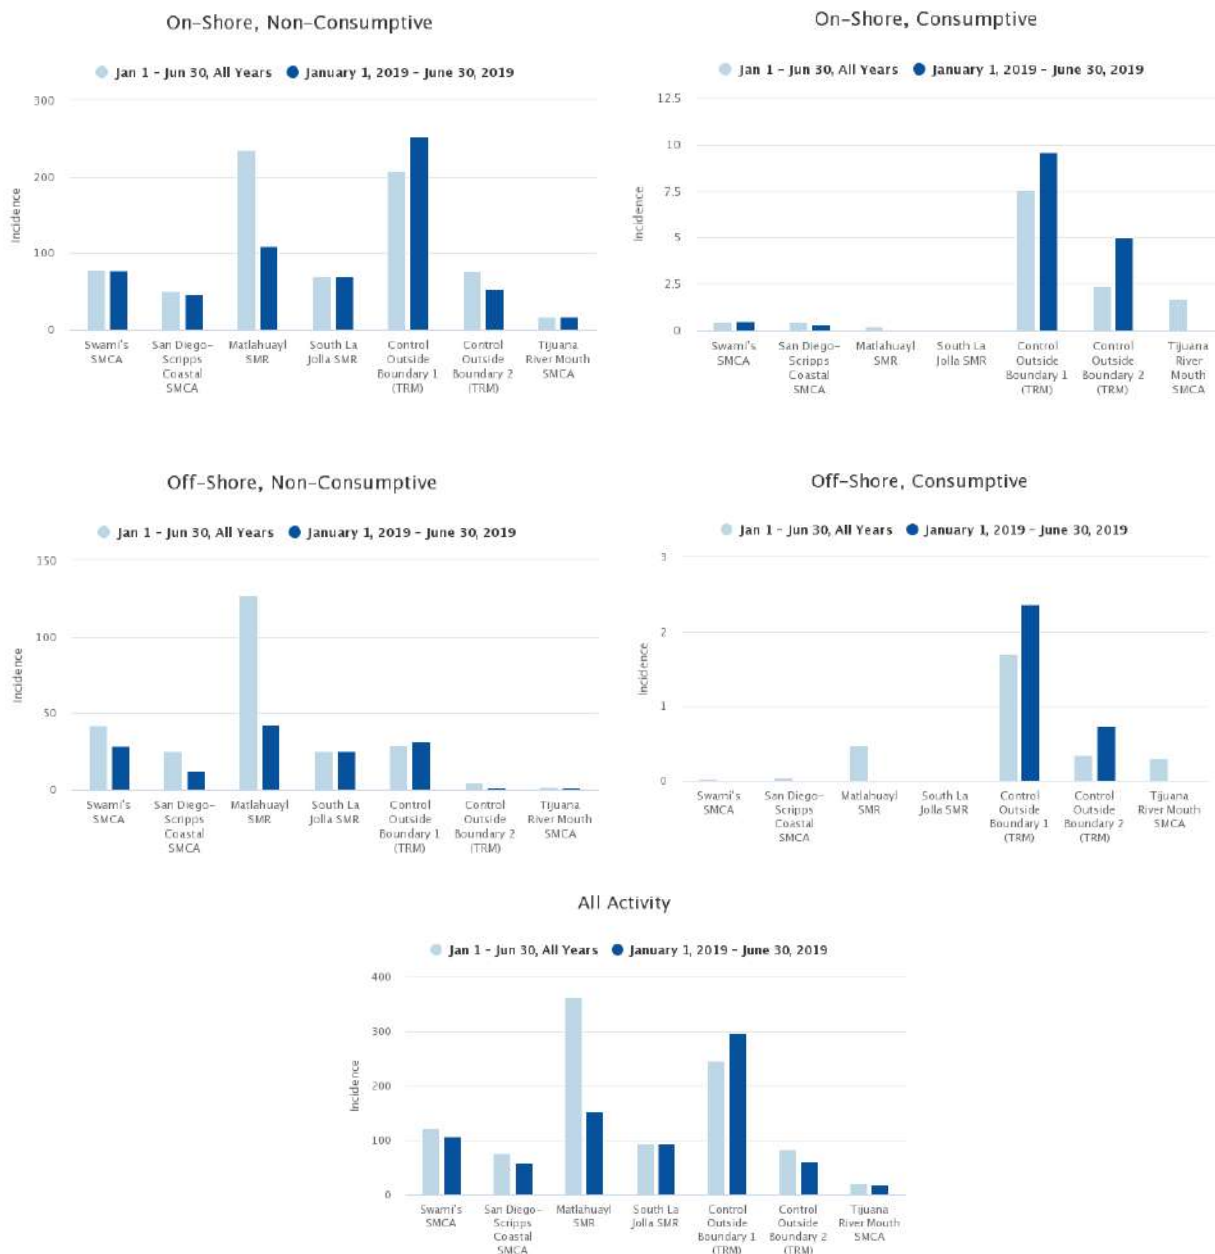 On-Shore, Non-Consumptive
Jan 1 - Jun 30, All Years January 1, 2019 - June 30, 2019
300
200
100
0
Incidence
Swami's SMCA
San Diego-Scripps Coastal SMCA
Matlahuayl SMR
South La Jolla SMR
Control Outside Boundary 1 (TRM)
Control Outside Boundary 2 (TRM)
Tijuana River Mouth SMCA
On-Shore, Consumptive
Jan 1 - Jun 30, All Years January 1, 2019 - June 30, 2019
12.5
10
7.5
5
2.5
0
Incidence
Swami's SMCA
San Diego-Scripps Coastal SMCA
Matlahuayl SMR
South La Jolla SMR
Control Outside Boundary 1 (TRM)
Control Outside Boundary 2 (TRM)
Tijuana River Mouth SMCA
Off-Shore, Non-Consumptive
Jan 1 - Jun 30, All Years January 1, 2019 - June 30, 2019
150
100
50
0
Incidence
Swami's SMCA
San Diego-Scripps Coastal SMCA
Matlahuayl SMR
South La Jolla SMR
Control Outside Boundary 1 (TRM)
Control Outside Boundary 2 (TRM)
Tijuana River Mouth SMCA
Off-Shore, Consumptive
Jan 1 - Jun 30, All Years January 1, 2019 - June 30, 2019
3
2
1
0
Incidence
Swami's SMCA
San Diego-Scripps Coastal SMCA
Matlahuayl SMR
South La Jolla SMR
Control Outside Boundary 1 (TRM)
Control Outside Boundary 2 (TRM)
Tijuana River Mouth SMCA
All Activity
Jan 1 - Jun 30, All Years January 1, 2019 - June 30, 2019
400
300
200
100
0
Incidence
Swami's SMCA
San Diego-Scripps Coastal SMCA
Matlahuayl SMR
South La Jolla SMR
Control Outside Boundary 1 (TRM)
Control Outside Boundary 2 (TRM)
Tijuana River Mouth SMCA